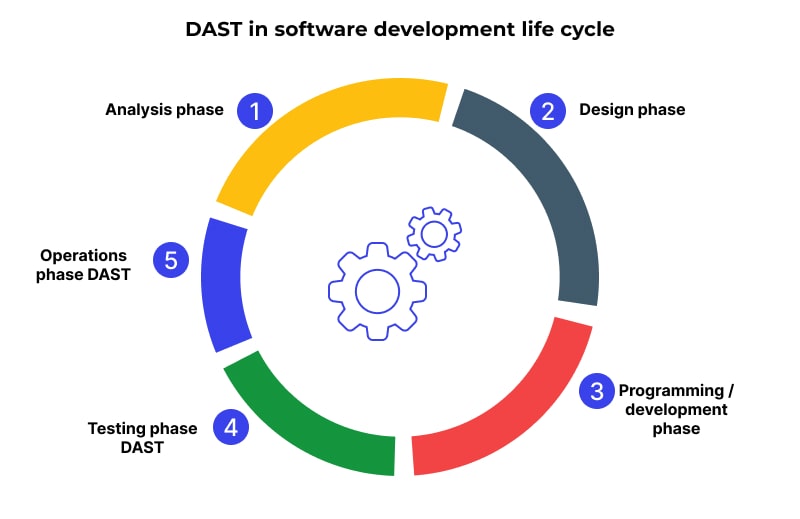 DAST in software development life cycle
Analysis phase
1
2
Design phase
3
Programming /
development
phase
4
Testing phase
DAST
5
Operations
phase DAST